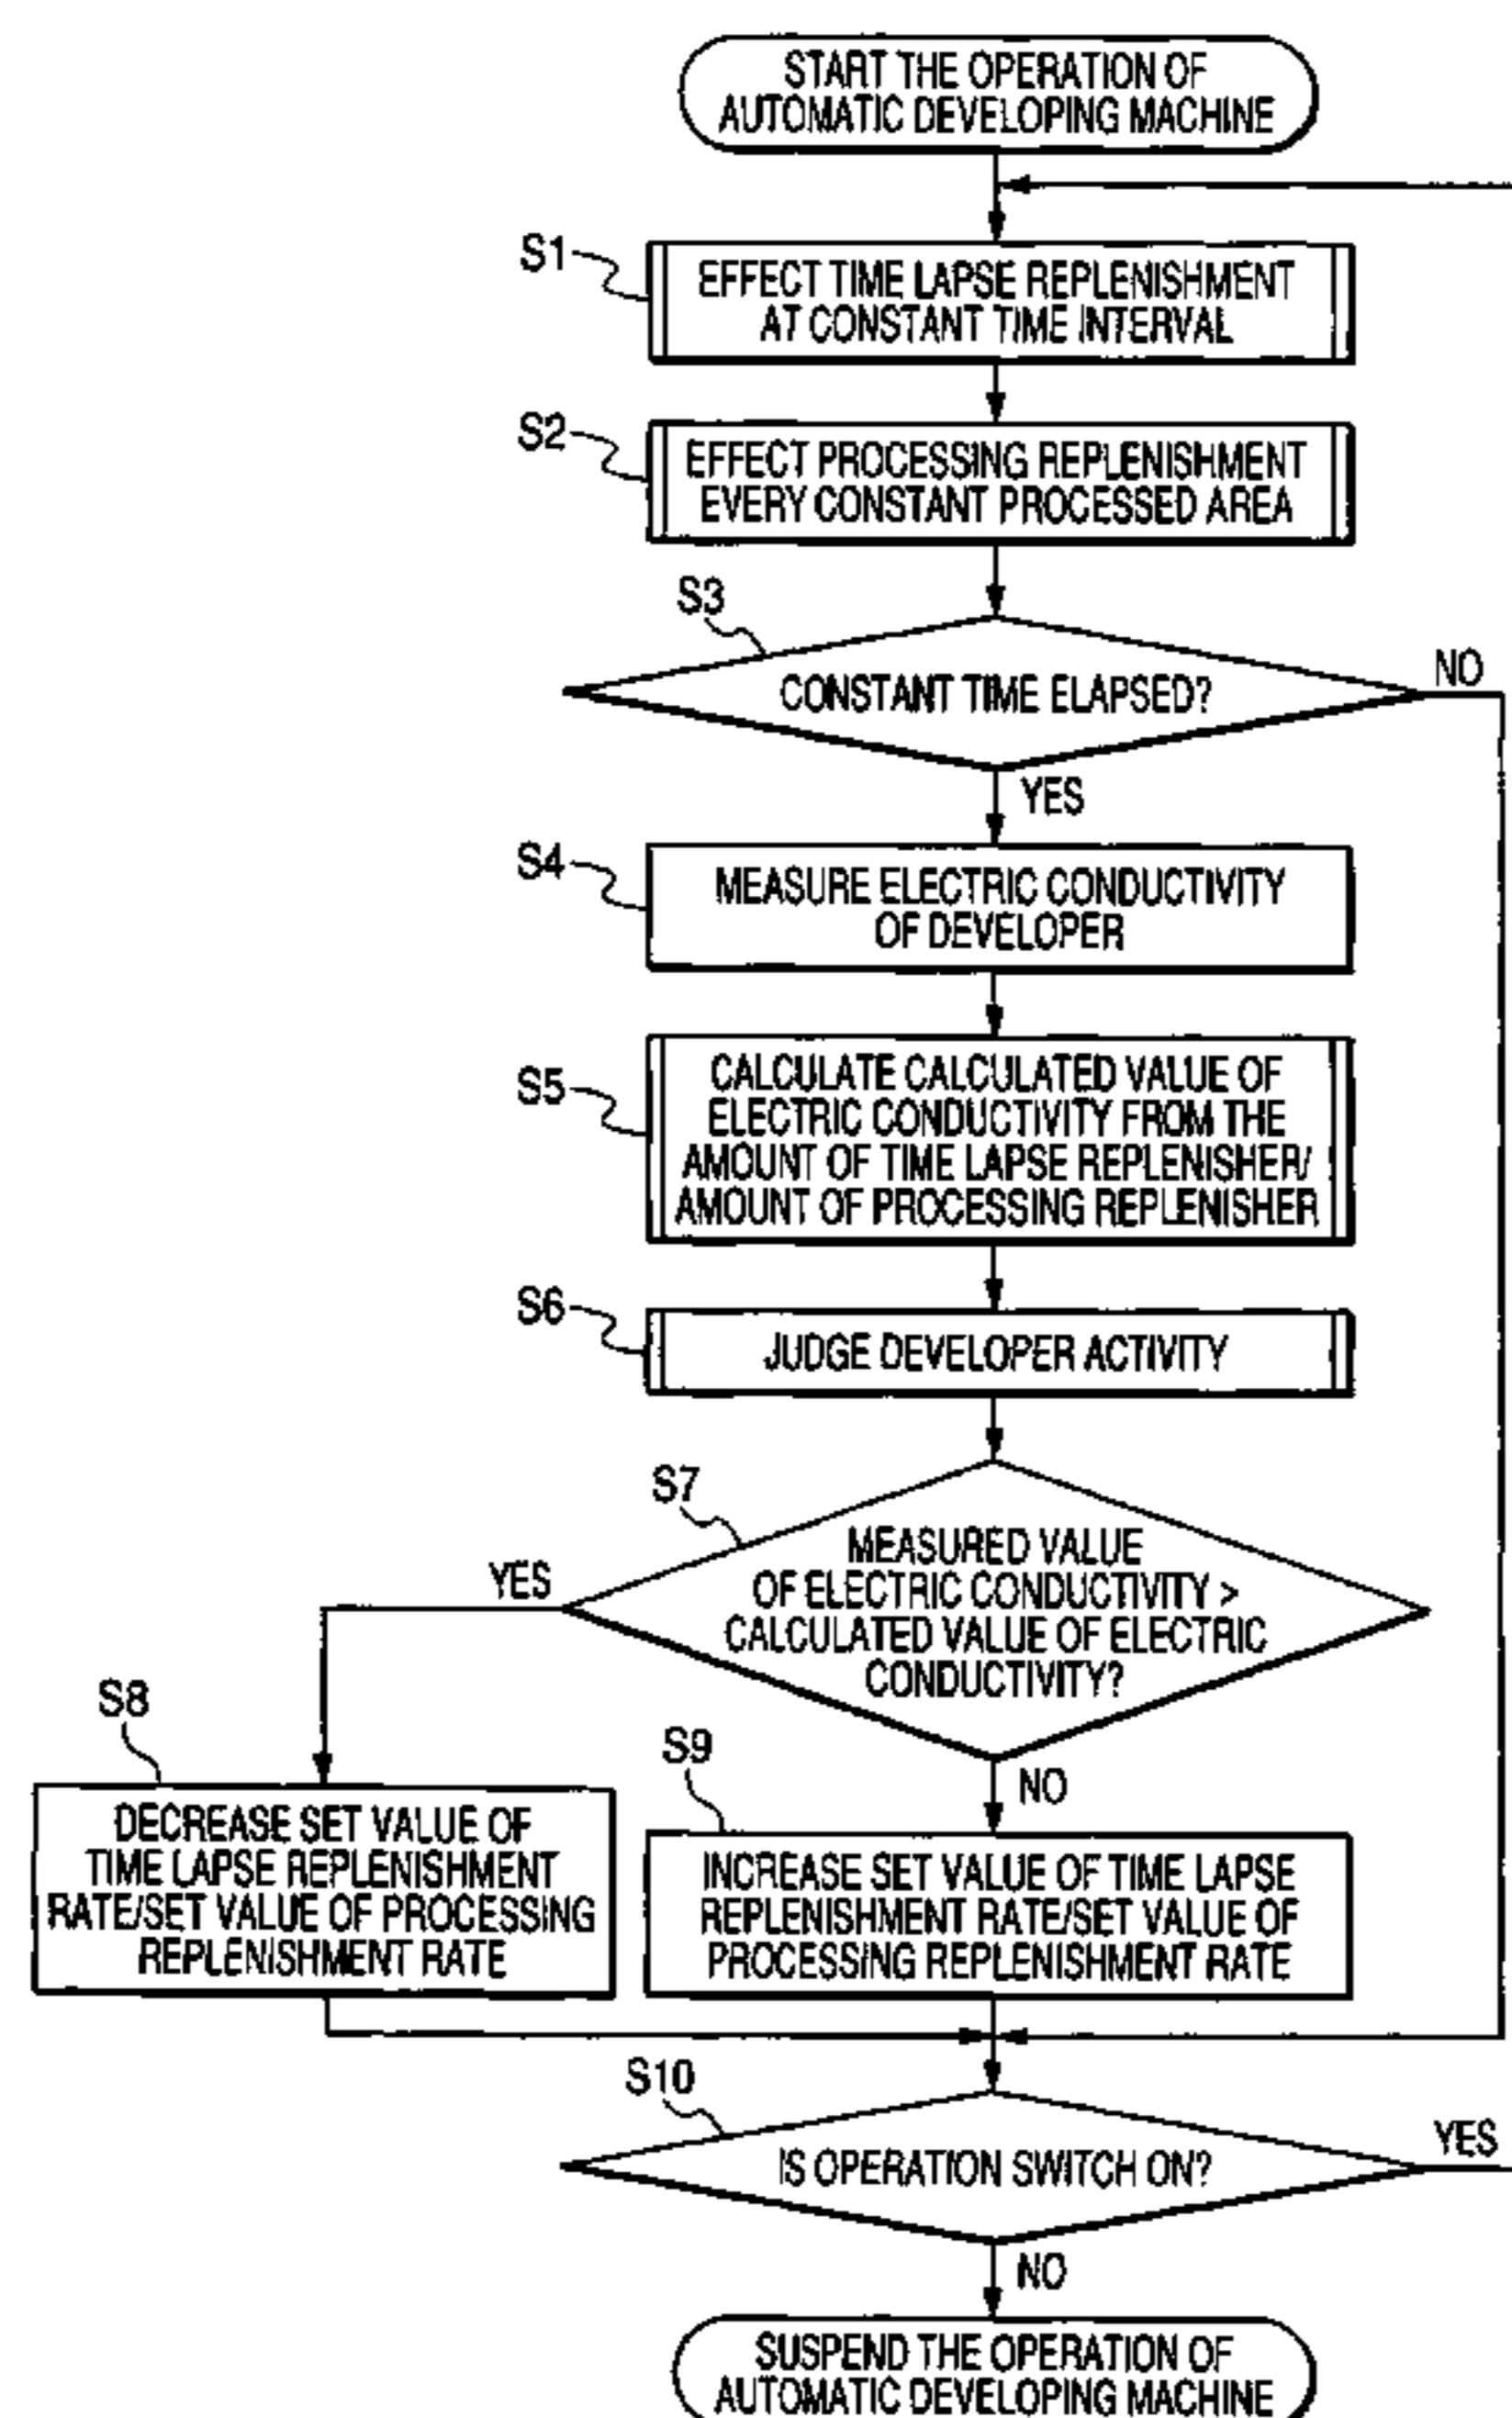 START THE OPERATION OF
AUTOMATIC DEVELOPING MACHINE
S1
EFFECT TIME LAPSE REPLENISHMENT
AT CONSTANT TIME INTERVAL
S2
EFFECT PROCESSING REPLENISHMENT
EVERY CONSTANT PROCESSED AREA
S3
CONSTANT TIME ELAPSED?
NO
YES
S4
MEASURE ELECTRIC CONDUCTIVITY
OF DEVELOPER
S5
CALCULATE CALCULATED VALUE OF
ELECTRIC CONDUCTIVITY FROM THE
AMOUNT OF TIME LAPSE REPLENISHER/
AMOUNT OF PROCESSING REPLENISHER
S6
JUDGE DEVELOPER ACTIVITY
S7
MEASURED VALUE
OF ELECTRIC CONDUCTIVITY >
CALCULATED VALUE OF ELECTRIC
CONDUCTIVITY?
YES
NO
S8
DECREASE SET VALUE OF
TIME LAPSE REPLENISHMENT
RATE/SET VALUE OF PROCESSING
REPLENISHMENT RATE
S9
INCREASE SET VALUE OF TIME LAPSE
REPLENISHMENT RATE/SET VALUE OF
PROCESSING REPLENISHMENT RATE
S10
IS OPERATION SWITCH ON?
YES
NO
SUSPEND THE OPERATION OF
AUTOMATIC DEVELOPING MACHINE